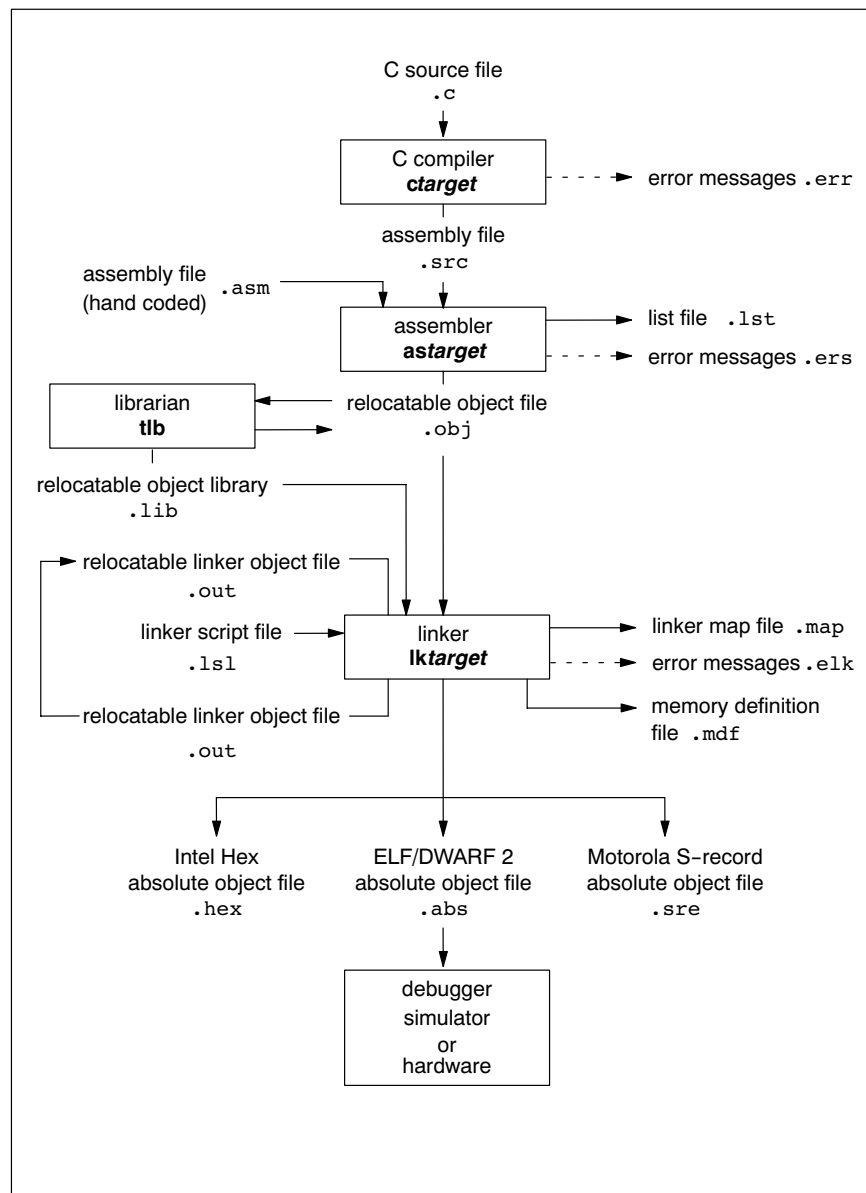 C source file
.c
C compiler
ctarget
error messages .err
assembly file
.src
assembly file
(hand coded)
.asm
assembler
astarget
list file .lst
error messages .ers
librarian
tlb
relocatable object file
.obj
relocatable object library
.lib
relocatable linker object file
.out
linker script file
.lsl
linker
lktarget
linker map file .map
error messages .elk
relocatable linker object file
.out
memory definition
file .mdf
Intel Hex
absolute object file
.hex
ELF/DWARF 2
absolute object file
.abs
Motorola S-record
absolute object file
.sre
debugger
simulator
or
hardware